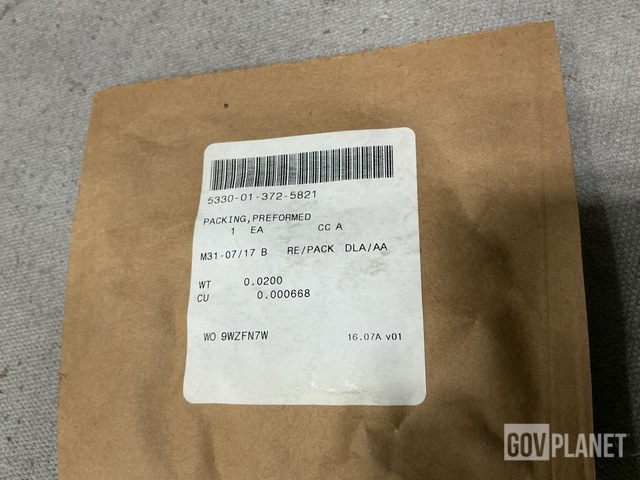 5330-01-372-5821
PACKING,PREFORMED
1 EA CC A
M31-07/17 B RE/PACK DLA/AA
WT 0.0200
CU 0.000668
WO 9WZFN7W 16.07A v01
GOVPLANET